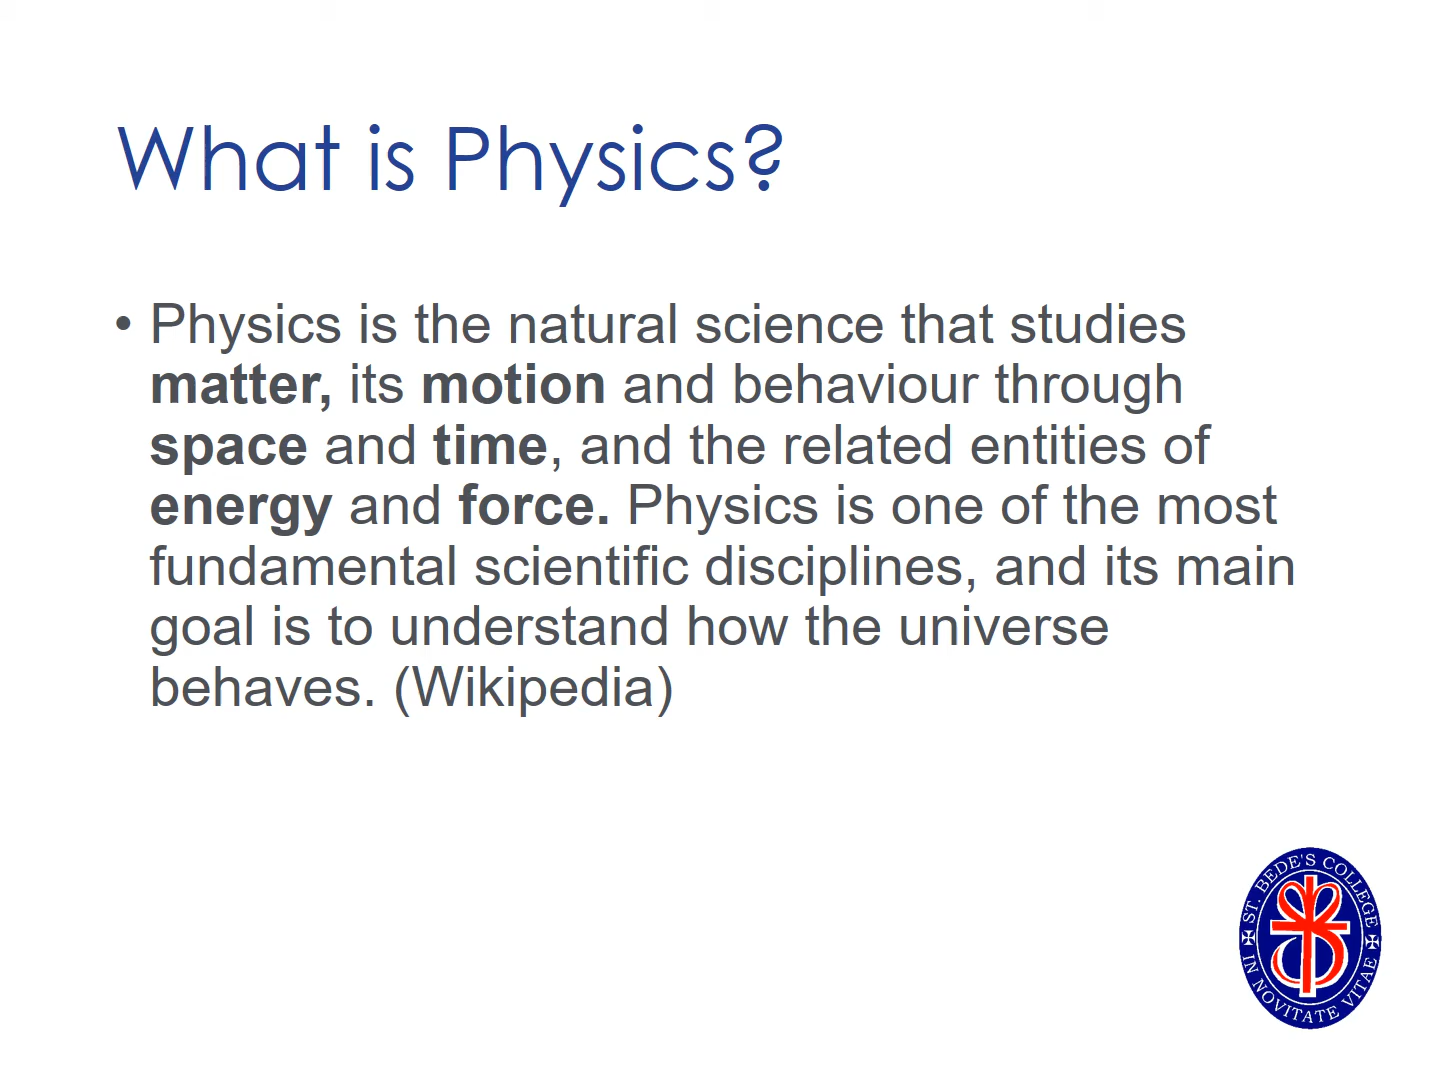 What is Physics?
• Physics is the natural science that studies
matter, its motion and behaviour through
space and time, and the related entities of
energy and force. Physics is one of the most
fundamental scientific disciplines, and its main
goal is to understand how the universe
behaves. (Wikipedia)
ST. BEDE'S COLLEGE
IN NOVITATE VITAE